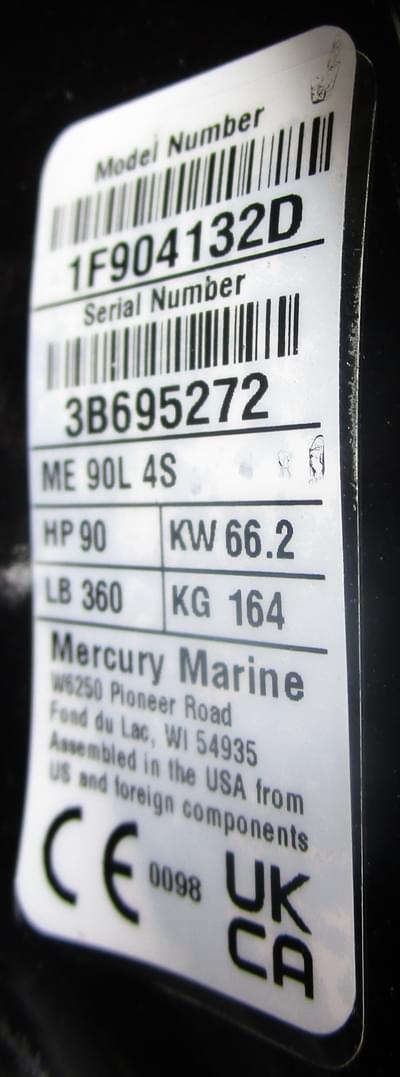 Model Number
1F904132D
Serial Number
3B695272
ME 90L 4S
HP 90 KW 66.2
LB 360 KG 164
Mercury Marine
W6250 Pioneer Road
Fond du Lac, WI 54935
Assembled in the USA from
US and foreign components
CE 0098 UK
CA